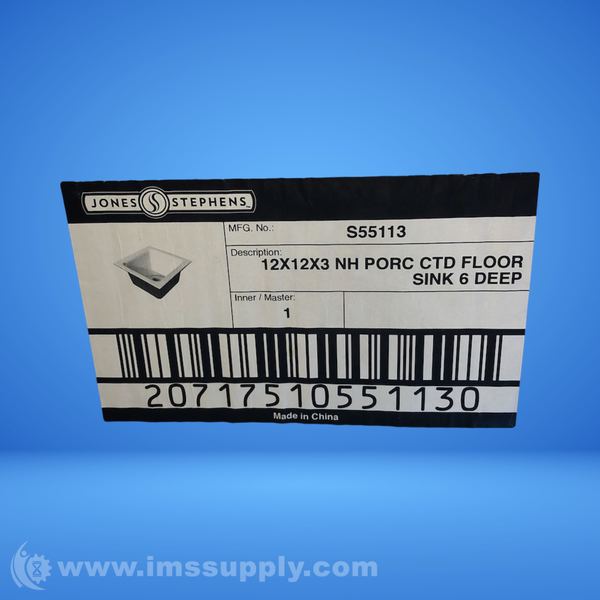 JONES STEPHENS
MFG. No.: S55113
Description: 12X12X3 NH PORC CTD FLOOR
SINK 6 DEEP
Inner / Master:
1
20717510551130
Made in China
www.imssupply.com